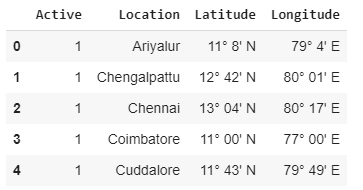 Active Location Latitude Longitude
0 1 Ariyalur 11° 8' N 79° 4' E
1 1 Chengalpattu 12° 42' N 80° 01' E
2 1 Chennai 13° 04' N 80° 17' E
3 1 Coimbatore 11° 00' N 77° 00' E
4 1 Cuddalore 11° 43' N 79° 49' E